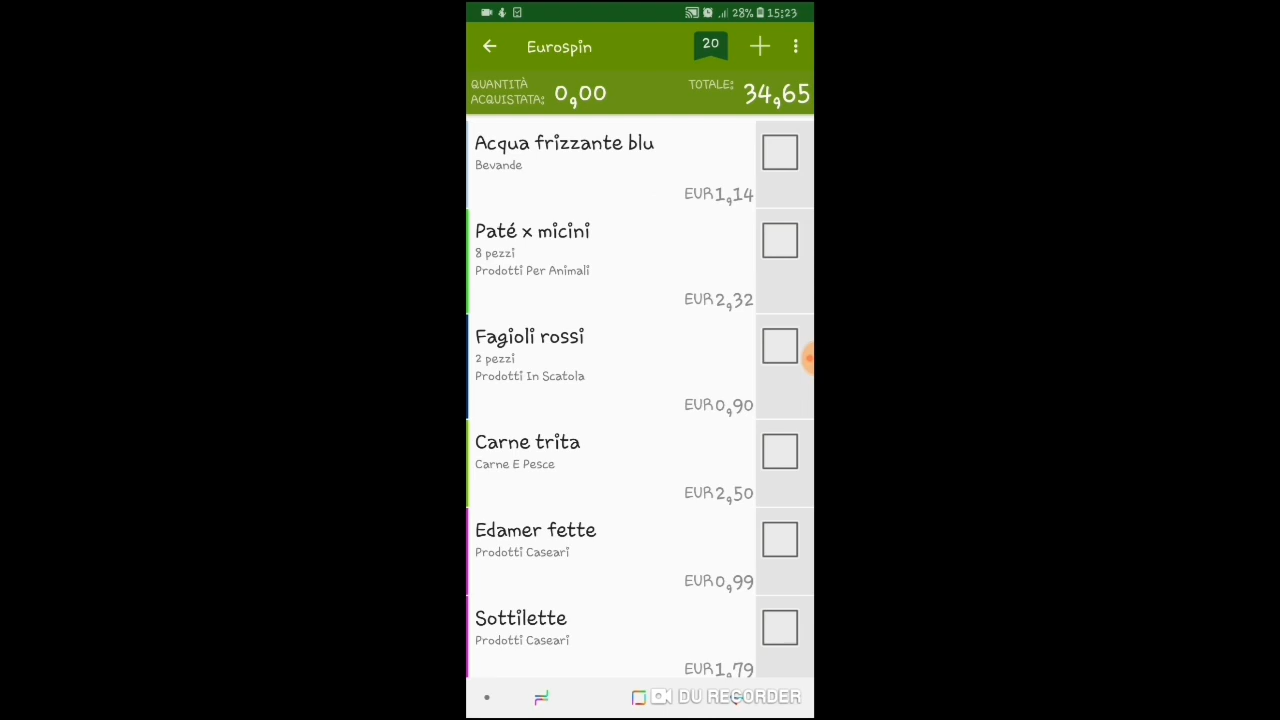 28% 15:23
Eurospin 20
QUANTITÀ ACQUISTATA: 0,00 TOTALE: 34,65
Acqua frizzante blu
Bevande
EUR1,14
Paté x micini
8 pezzi
Prodotti Per Animali
EUR2,32
Fagioli rossi
2 pezzi
Prodotti In Scatola
EUR0,90
Carne trita
Carne E Pesce
EUR2,50
Edamer fette
Prodotti Caseari
EUR0,99
Sottilette
Prodotti Caseari
EUR1,79
DU RECORDER